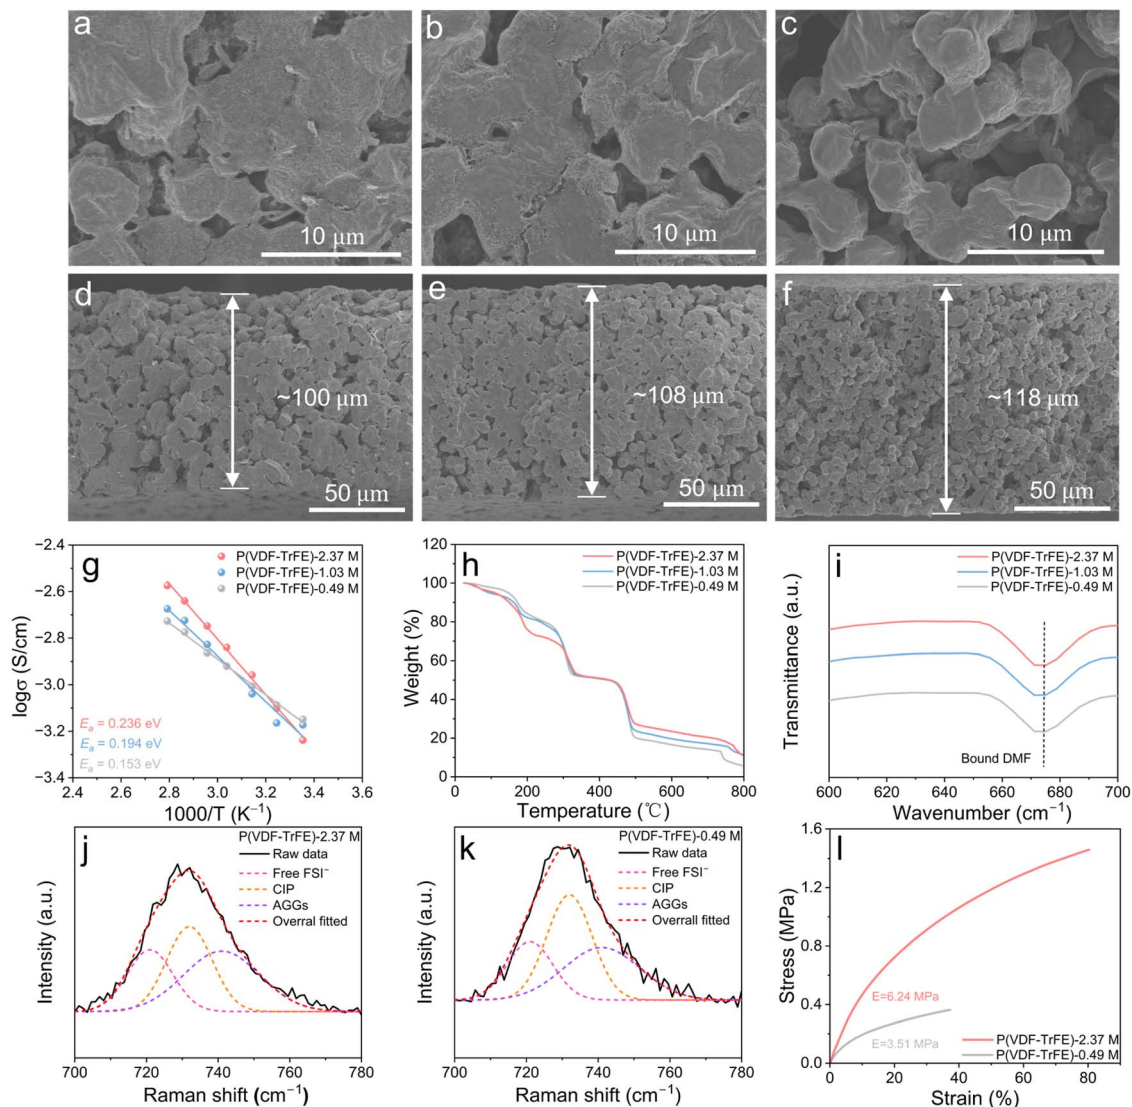 a
b
c
10 μm
10 μm
10 μm
d
e
f
~100 μm
~108 μm
~118 μm
50 μm
50 μm
50 μm
g
P(VDF-TrFE)-2.37 M
P(VDF-TrFE)-1.03 M
P(VDF-TrFE)-0.49 M
Eₐ = 0.236 eV
Eₐ = 0.194 eV
Eₐ = 0.153 eV
logσ (S/cm)
−2.4
−2.6
−2.8
−3.0
−3.2
−3.4
2.4 2.6 2.8 3.0 3.2 3.4 3.6
1000/T (K⁻¹)
h
P(VDF-TrFE)-2.37 M
P(VDF-TrFE)-1.03 M
P(VDF-TrFE)-0.49 M
Weight (%)
120
100
80
60
40
20
0
0 200 400 600 800
Temperature (℃)
i
P(VDF-TrFE)-2.37 M
P(VDF-TrFE)-1.03 M
P(VDF-TrFE)-0.49 M
Transmittance (a.u.)
Bound DMF
600 620 640 660 680 700
Wavenumber (cm⁻¹)
j
P(VDF-TrFE)-2.37 M
Raw data
Free FSI⁻
CIP
AGGs
Overral fitted
Intensity (a.u.)
700 720 740 760 780
Raman shift (cm⁻¹)
k
P(VDF-TrFE)-0.49 M
Raw data
Free FSI⁻
CIP
AGGs
Overrall fitted
Intensity (a.u.)
700 720 740 760 780
Raman shift (cm⁻¹)
l
Stress (MPa)
1.6
1.2
0.8
0.4
0.0
E=6.24 MPa
E=3.51 MPa
P(VDF-TrFE)-2.37 M
P(VDF-TrFE)-0.49 M
0 20 40 60 80
Strain (%)